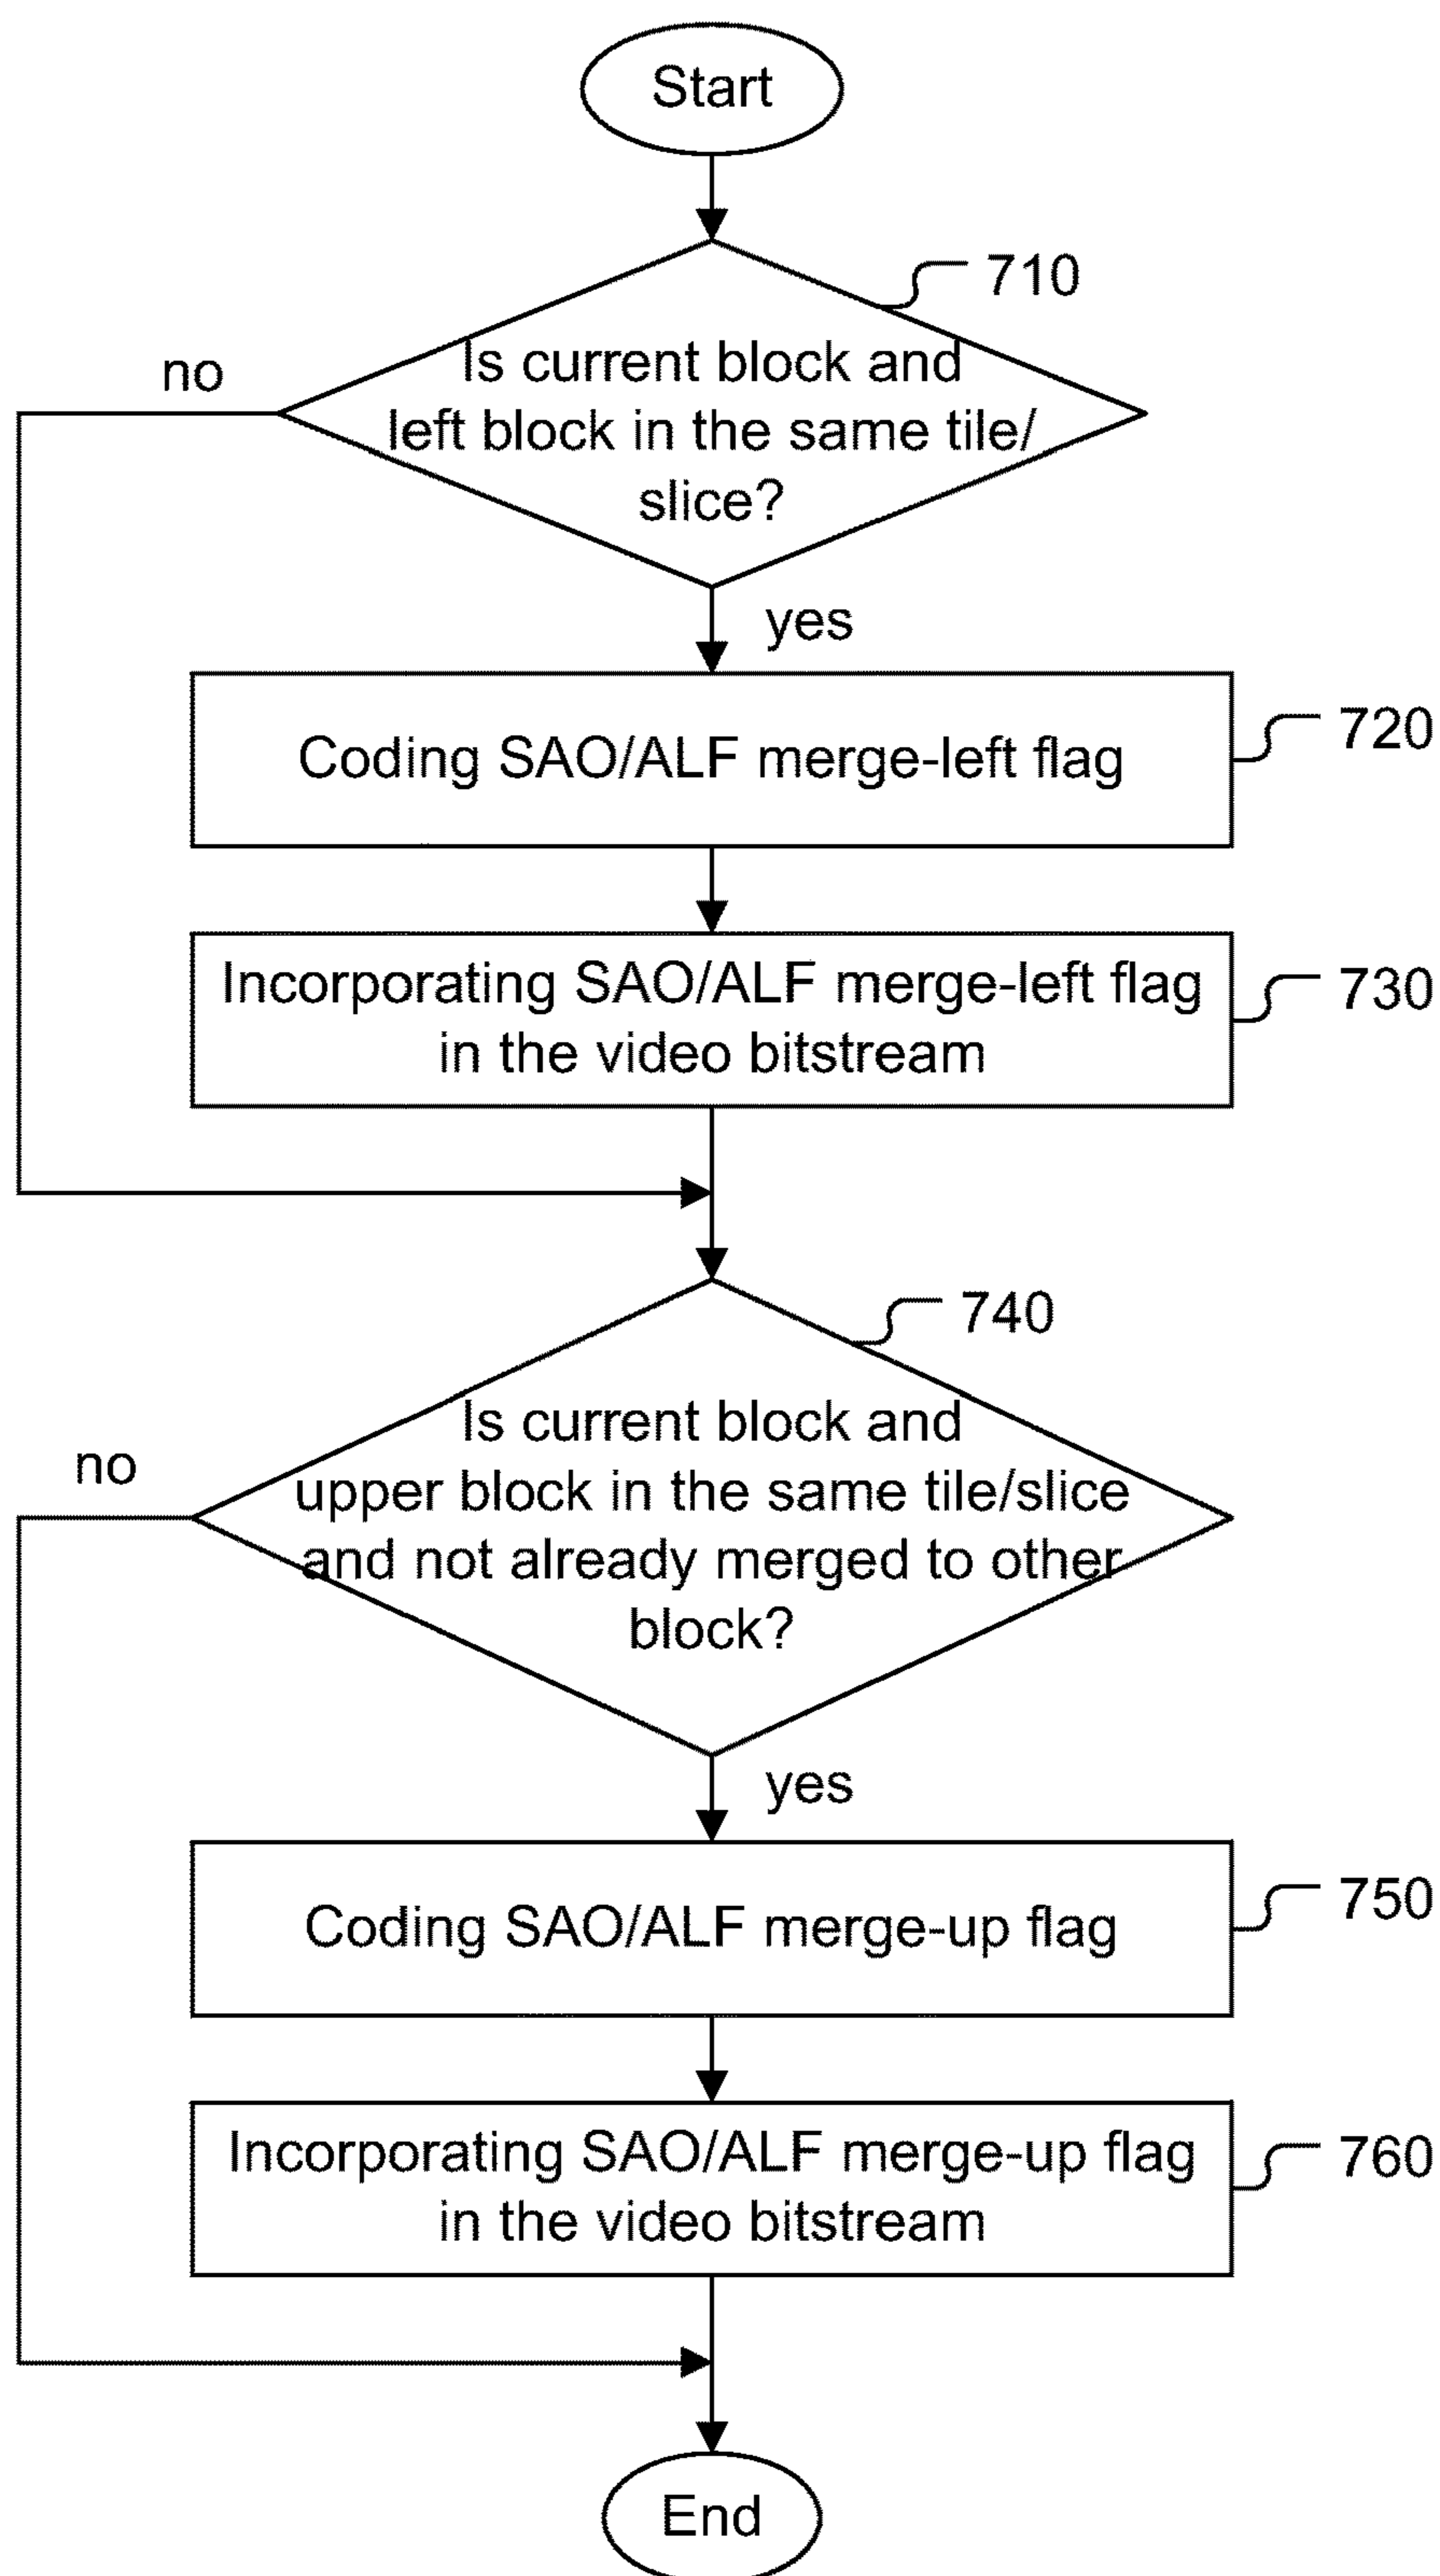 Start
710
Is current block and
left block in the same tile/
slice?
no
yes
Coding SAO/ALF merge-left flag
720
Incorporating SAO/ALF merge-left flag
in the video bitstream
730
740
Is current block and
upper block in the same tile/slice
and not already merged to other
block?
no
yes
Coding SAO/ALF merge-up flag
750
Incorporating SAO/ALF merge-up flag
in the video bitstream
760
End